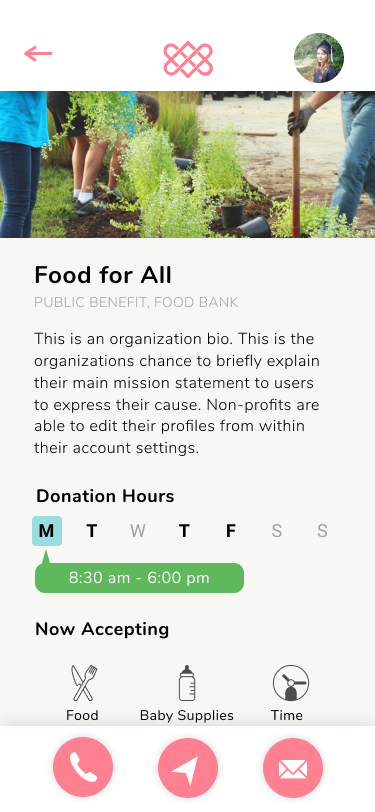 Food for All
PUBLIC BENEFIT, FOOD BANK
This is an organization bio. This is the
organizations chance to briefly explain
their main mission statement to users
to express their cause. Non-profits are
able to edit their profiles from within
their account settings.
Donation Hours
M T W T F S S
8:30 am - 6:00 pm
Now Accepting
Food Baby Supplies Time